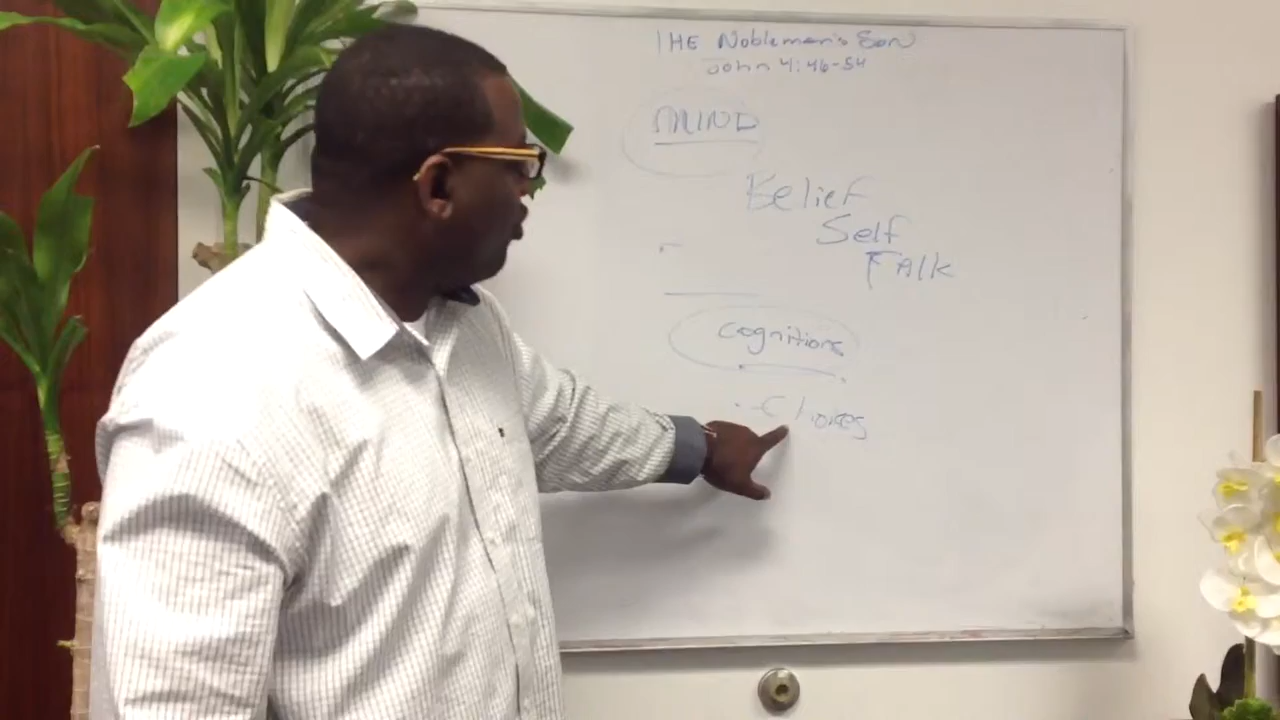 THE Nobleman's Son
John 4:46-54
MIND
Belief
Self
Talk
Cognitions
Choices